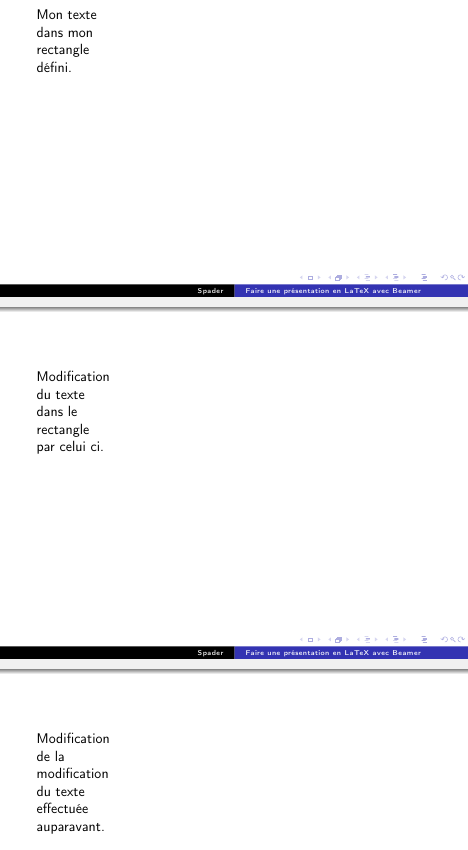 Mon texte
dans mon
rectangle
défini.
Spader Faire une présentation en LaTeX avec Beamer
Modification
du texte
dans le
rectangle
par celui ci.
Spader Faire une présentation en LaTeX avec Beamer
Modification
de la
modification
du texte
effectuée
auparavant.